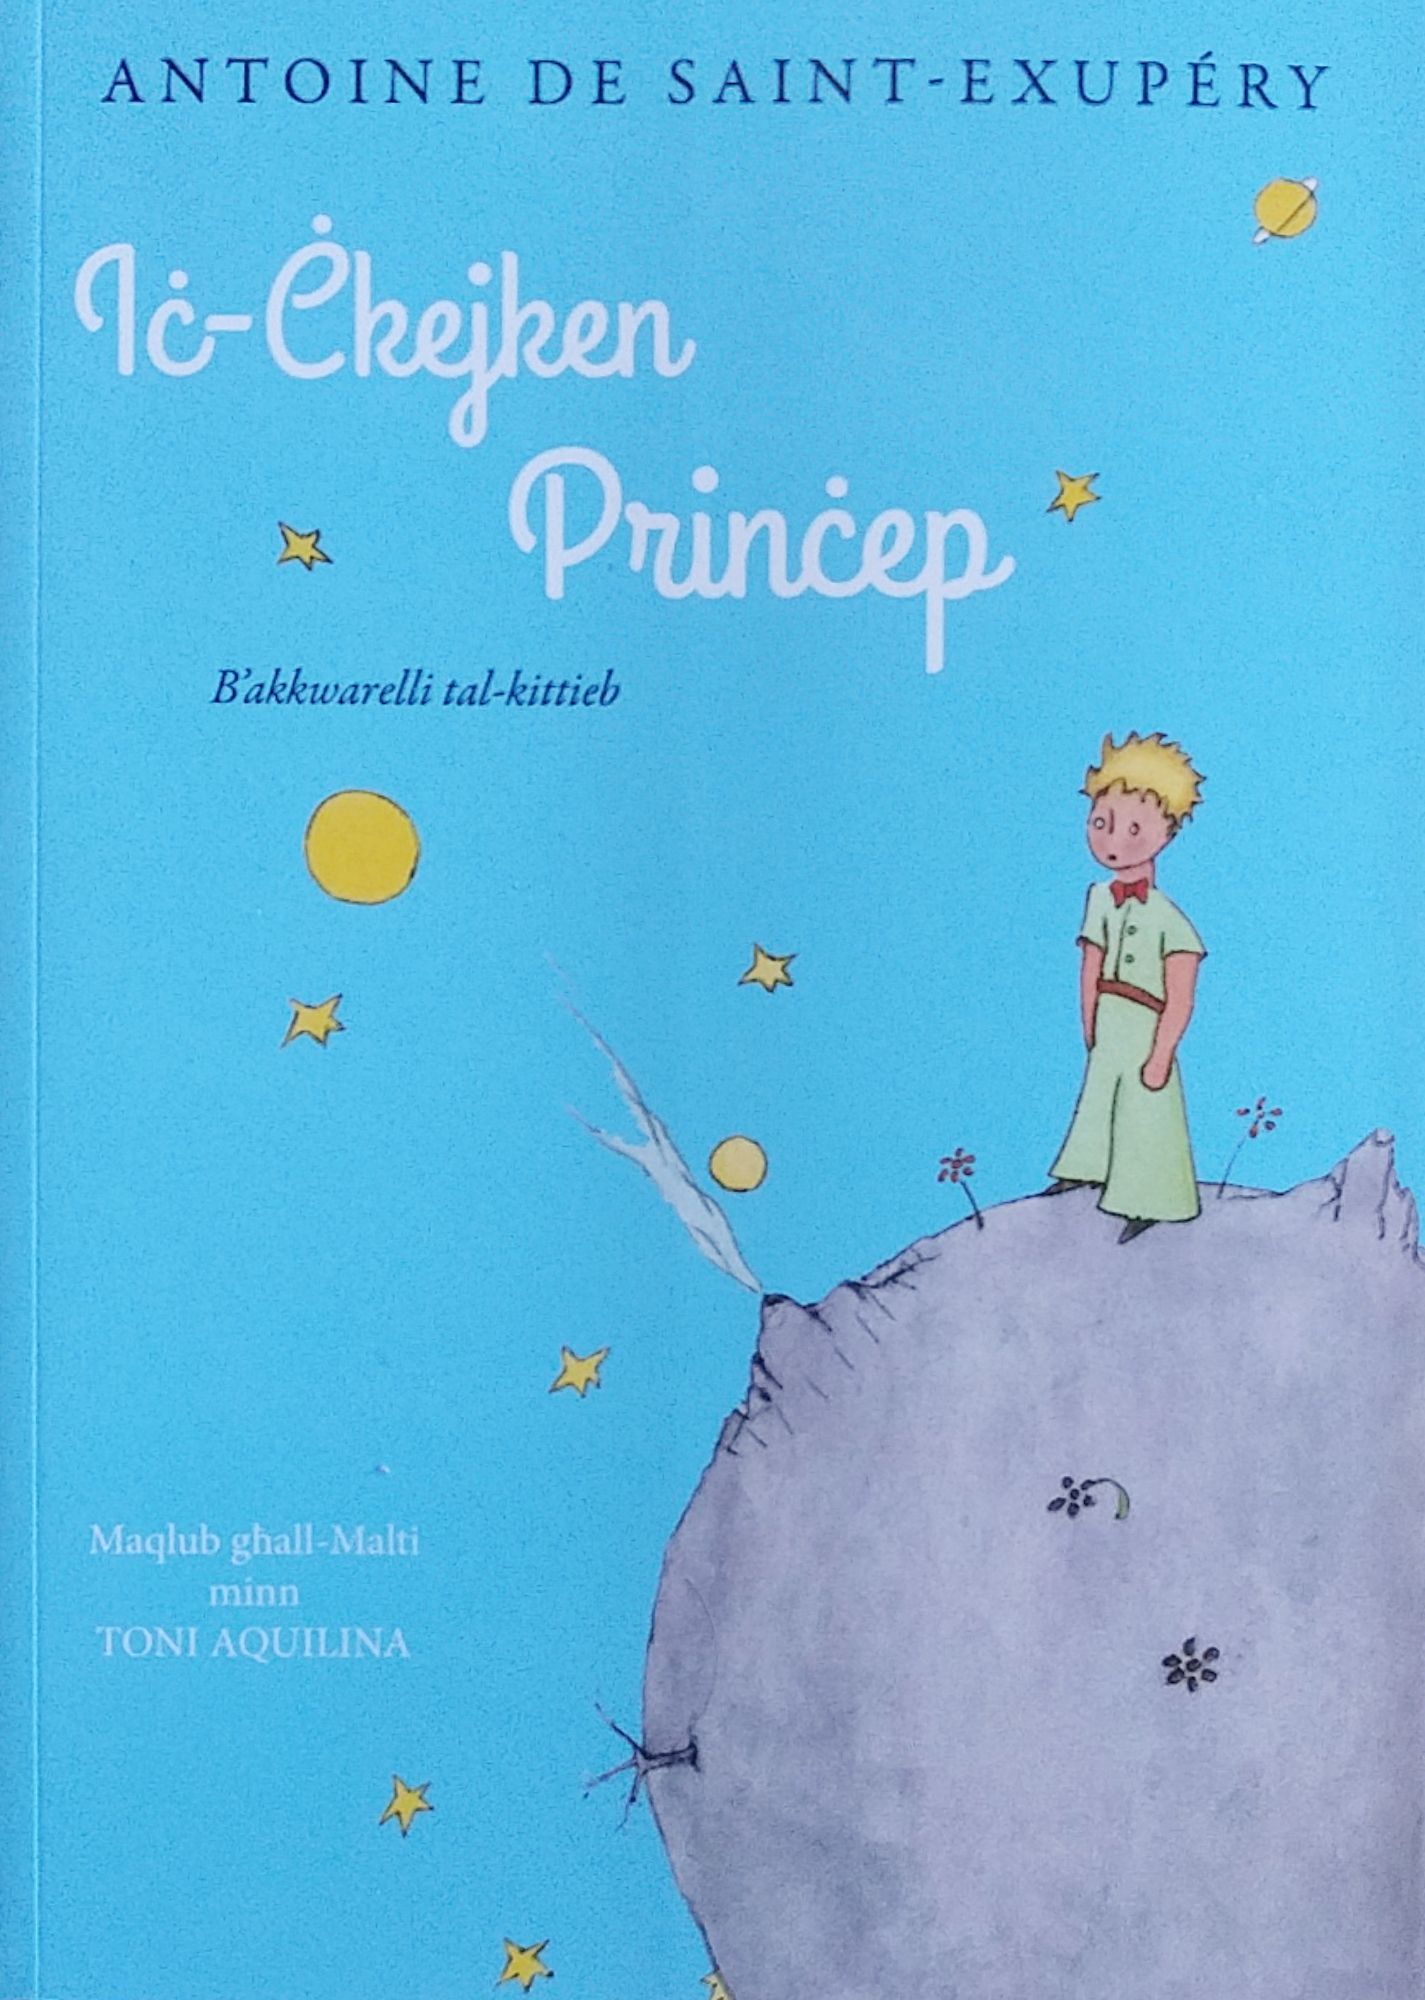 ANTOINE DE SAINT-EXUPÉRY
Iċ-Ċkejken
Prinċep
B'akkwarelli tal-kittieb
Maqlub għall-Malti
minn
TONI AQUILINA